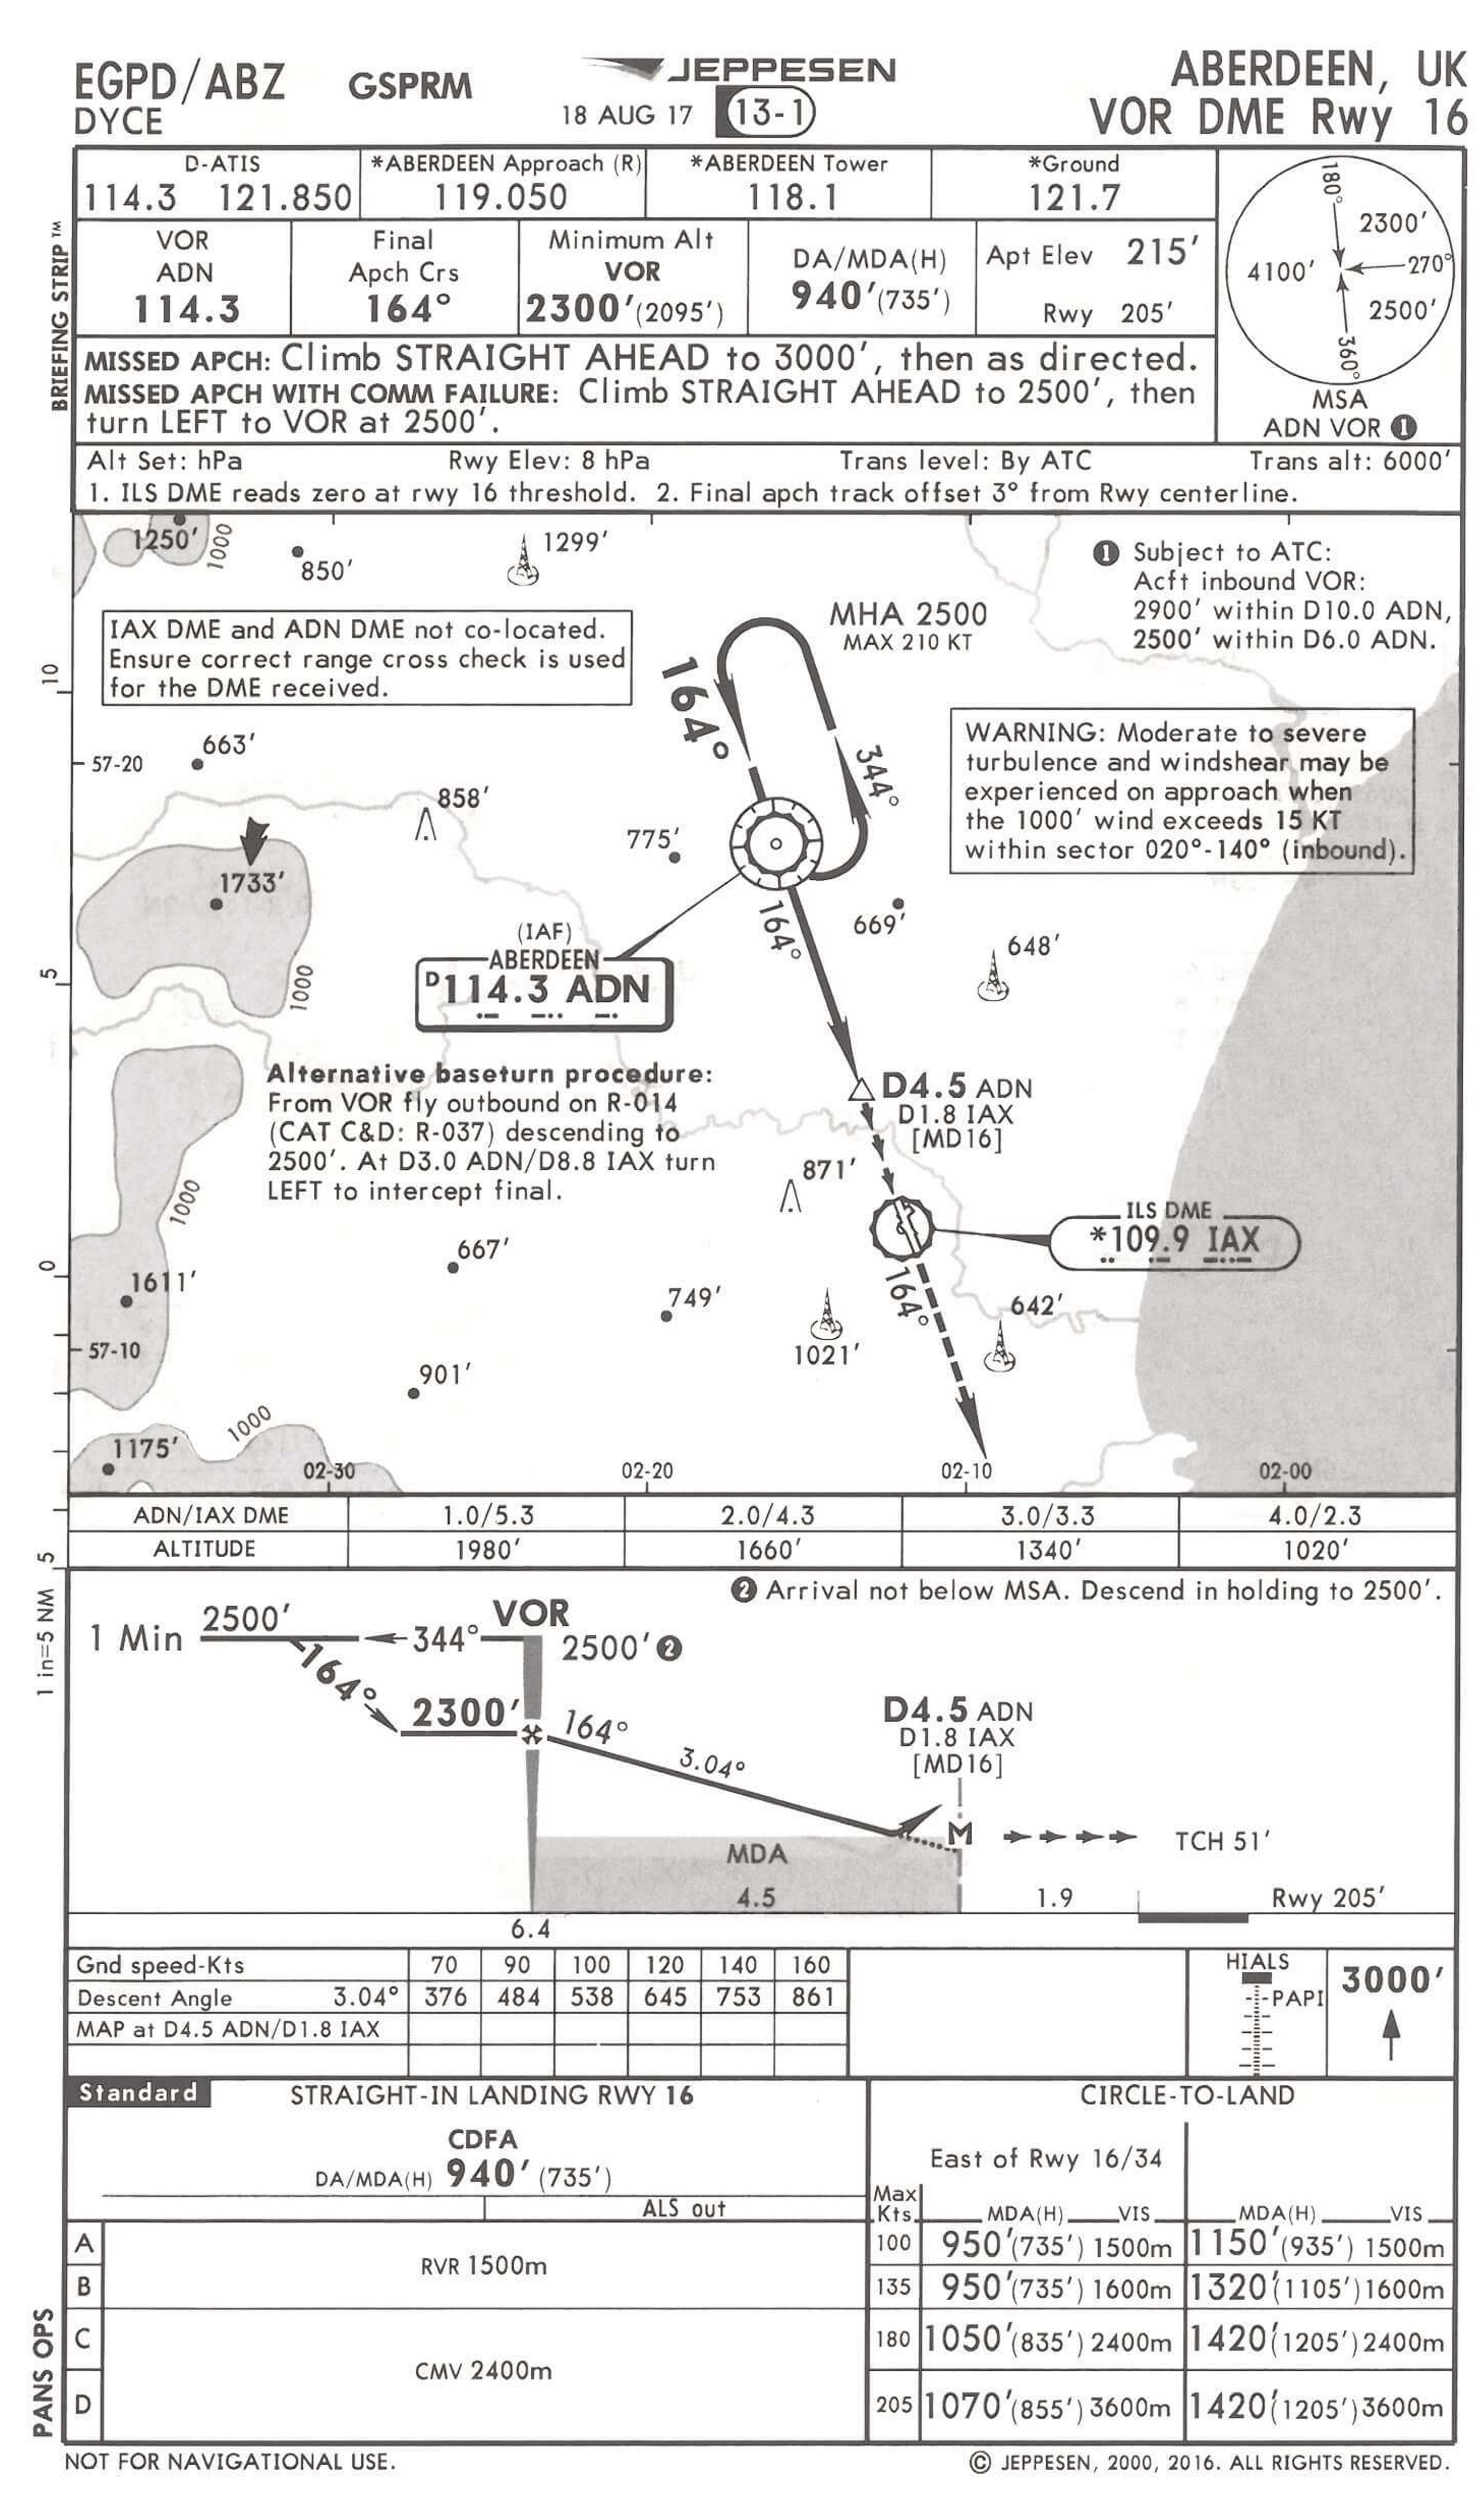 EGPD/ABZ GSPRM JEPPESEN ABERDEEN, UK
DYCE 18 AUG 17 13-1 VOR DME Rwy 16
BRIEFING STRIP™
D-ATIS *ABERDEEN Approach (R) *ABERDEEN Tower *Ground
114.3 121.850 119.050 118.1 121.7
VOR Final Minimum Alt
ADN Apch Crs VOR DA/MDA(H) Apt Elev 215'
114.3 164° 2300'(2095') 940'(735') Rwy 205'
180°
2300'
4100' 270°
2500'
360°
MSA
ADN VOR ❶
MISSED APCH: Climb STRAIGHT AHEAD to 3000', then as directed.
MISSED APCH WITH COMM FAILURE: Climb STRAIGHT AHEAD to 2500', then
turn LEFT to VOR at 2500'.
Alt Set: hPa Rwy Elev: 8 hPa Trans level: By ATC Trans alt: 6000'
1. ILS DME reads zero at rwy 16 threshold. 2. Final apch track offset 3° from Rwy centerline.
1250' 1000 850' 1299'
❶ Subject to ATC:
Acft inbound VOR:
2900' within D10.0 ADN,
2500' within D6.0 ADN.
IAX DME and ADN DME not co-located.
Ensure correct range cross check is used
for the DME received.
MHA 2500
MAX 210 KT
10
164°
344°
WARNING: Moderate to severe
turbulence and windshear may be
experienced on approach when
the 1000' wind exceeds 15 KT
within sector 020°-140° (inbound).
663'
57-20
858'
775'
1733'
669'
164°
648'
5
1000
(IAF)
ABERDEEN
D114.3 ADN
Alternative baseturn procedure:
From VOR fly outbound on R-014
(CAT C&D: R-037) descending to
2500'. At D3.0 ADN/D8.8 IAX turn
LEFT to intercept final.
D4.5 ADN
D1.8 IAX
[MD16]
871'
1000
ILS DME
*109.9 IAX
667'
0
1611'
749'
164°
642'
1021'
57-10
901'
1000
1175'
02-30 02-20 02-10 02-00
ADN/IAX DME 1.0/5.3 2.0/4.3 3.0/3.3 4.0/2.3
ALTITUDE 1980' 1660' 1340' 1020'
5
1 in=5 NM
❷ Arrival not below MSA. Descend in holding to 2500'.
VOR
1 Min 2500' 344° 2500'❷
164°
2300' 164°
3.04°
D4.5 ADN
D1.8 IAX
[MD16]
M TCH 51'
MDA
4.5 1.9 Rwy 205'
6.4
Gnd speed-Kts 70 90 100 120 140 160
Descent Angle 3.04° 376 484 538 645 753 861
MAP at D4.5 ADN/D1.8 IAX
HIALS
PAPI
3000'
Standard STRAIGHT-IN LANDING RWY 16 CIRCLE-TO-LAND
CDFA
DA/MDA(H) 940' (735')
ALS out
East of Rwy 16/34
Max
Kts MDA(H) VIS MDA(H) VIS
A RVR 1500m 100 950'(735') 1500m 1150'(935') 1500m
B 135 950'(735') 1600m 1320'(1105') 1600m
C CMV 2400m 180 1050'(835') 2400m 1420'(1205') 2400m
D 205 1070'(855') 3600m 1420'(1205') 3600m
PANS OPS
NOT FOR NAVIGATIONAL USE. © JEPPESEN, 2000, 2016. ALL RIGHTS RESERVED.